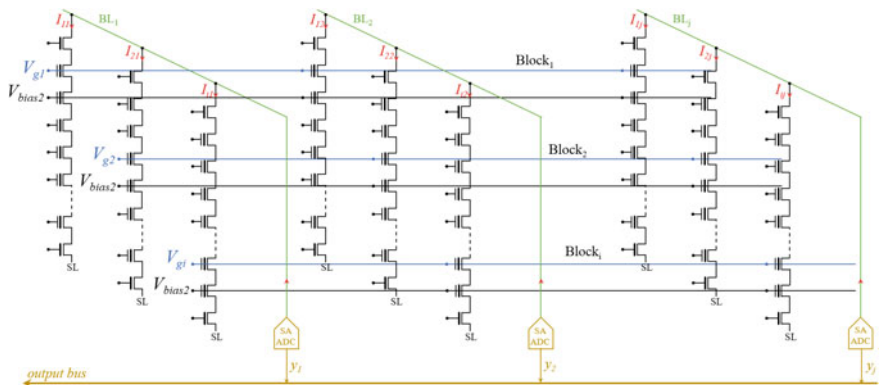 I11 BL1 I12 BL2 I1j BLj
I21 I22 I2j
Vg1 Block1
Vbias2 Ii1 Ii2 Iij
Vg2 Block2
Vbias2
Vgi Blocki
SL SL SL
Vbias2
SL SL SL
SL SL SL
SA ADC SA ADC SA ADC
y1 y2 yj
output bus